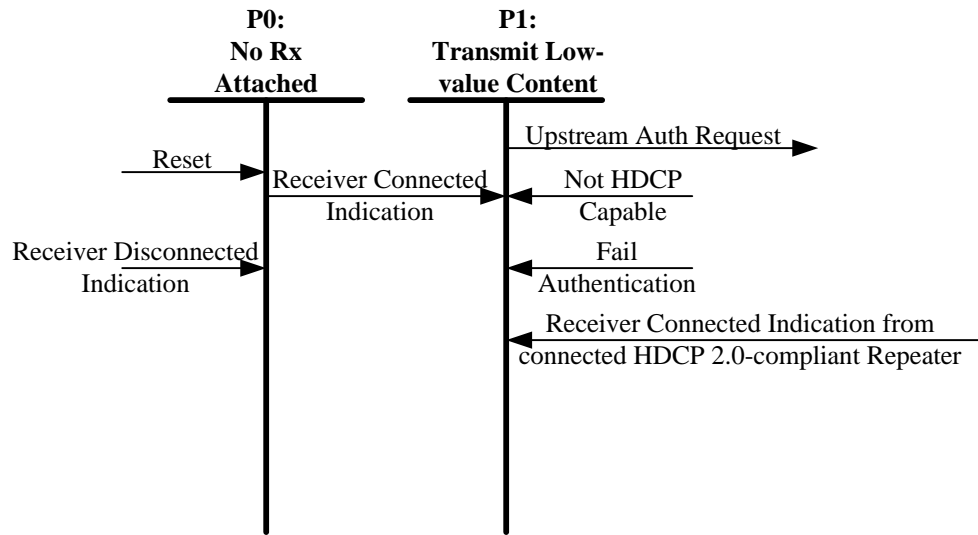 P0:
No Rx
Attached
P1:
Transmit Low-
value Content
Upstream Auth Request
Reset
Receiver Connected
Indication
Not HDCP
Capable
Receiver Disconnected
Indication
Fail
Authentication
Receiver Connected Indication from
connected HDCP 2.0-compliant Repeater